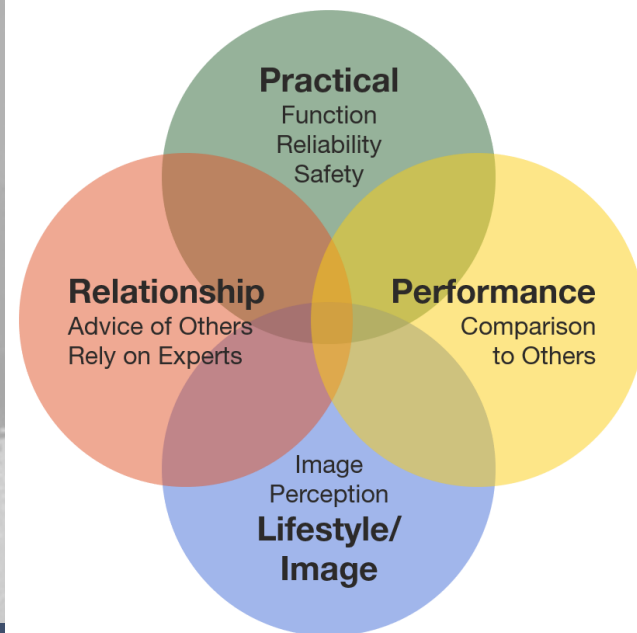 Practical
Function
Reliability
Safety
Relationship
Advice of Others
Rely on Experts
Performance
Comparison
to Others
Image
Perception
Lifestyle/
Image